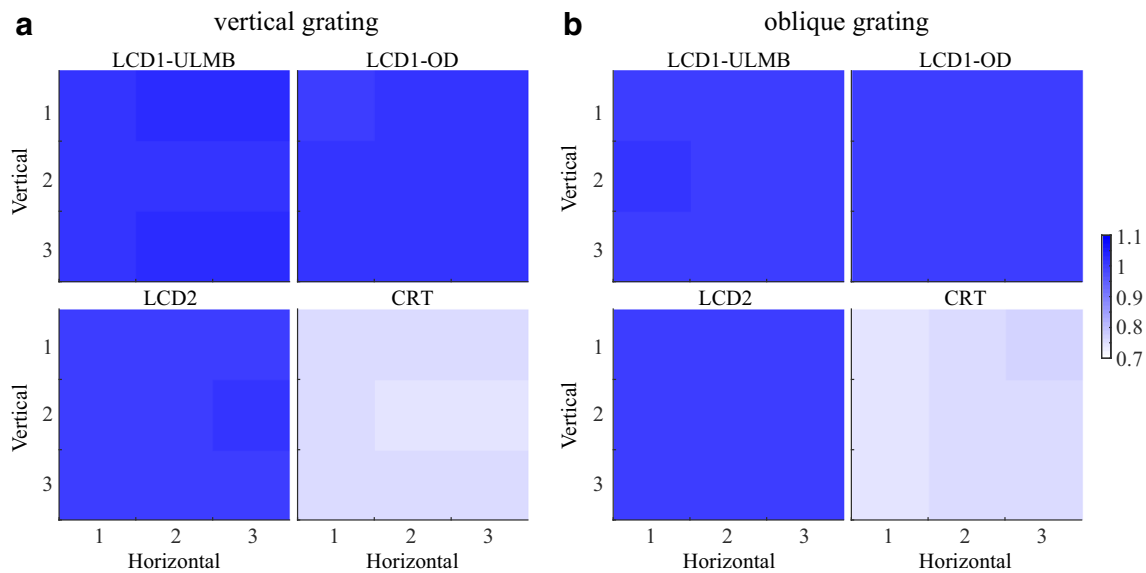 a vertical grating
LCD1-ULMB LCD1-OD
Vertical
1
2
3
LCD2 CRT
Vertical
1
2
3
1 2 3 1 2 3
Horizontal Horizontal
b oblique grating
LCD1-ULMB LCD1-OD
Vertical
1
2
3
LCD2 CRT
Vertical
1
2
3
1 2 3 1 2 3
Horizontal Horizontal
1.1
1
0.9
0.8
0.7